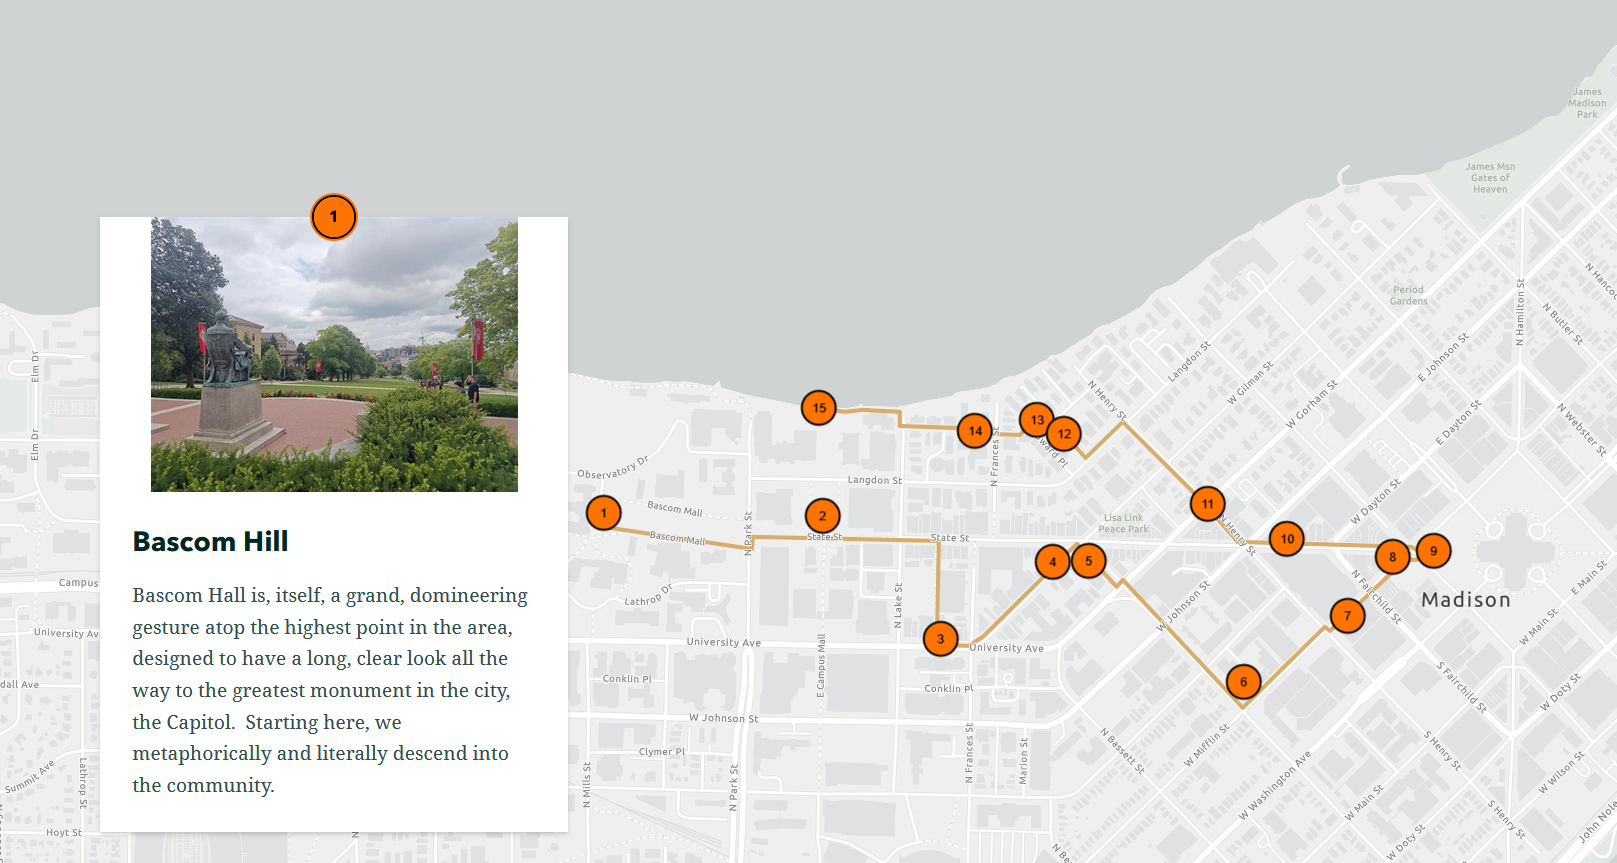 1
Bascom Hill
Bascom Hall is, itself, a grand, domineering
gesture atop the highest point in the area,
designed to have a long, clear look all the
way to the greatest monument in the city,
the Capitol.  Starting here, we
metaphorically and literally descend into
the community.
James
Madison
Park
James Msn
Gates of
Heaven
Period
Gardens
N Hancoc
N Butler St
N Hamilton St
E Johnson St
N Webster St
E Dayton St
Langdon St
W Gilman St
W Gorham St
N Henry St
15
14
13
12
N Frances St
ward Pl
Langdon St
Observatory Dr
Elm Dr
Elm Dr
1
Bascom Mall
Bascom Mall
N Park St
2
State St
State St
Lisa Link
Peace Park
11
N Henry St
10
W Dayton St
8
9
Madison
N Fairchild St
E Main St
W Main St
4
5
W Johnson St
7
6
3
Lathrop Dr
N Lake St
Campus
University Av
University Ave
University Ave
E Campus Mall
Conklin Pl
Conklin Pl
dall Ave
W Johnson St
Clymer Pl
N Mills St
N Park St
N Frances St
Marion St
N Bassett St
W Mifflin St
W Washington Ave
S Fairchild St
W Doty St
S Henry St
W Wilson St
W Main St
S Henry St
W Doty St
John Nole
Summit Ave
Lathrop St
Hoyt St
N Be